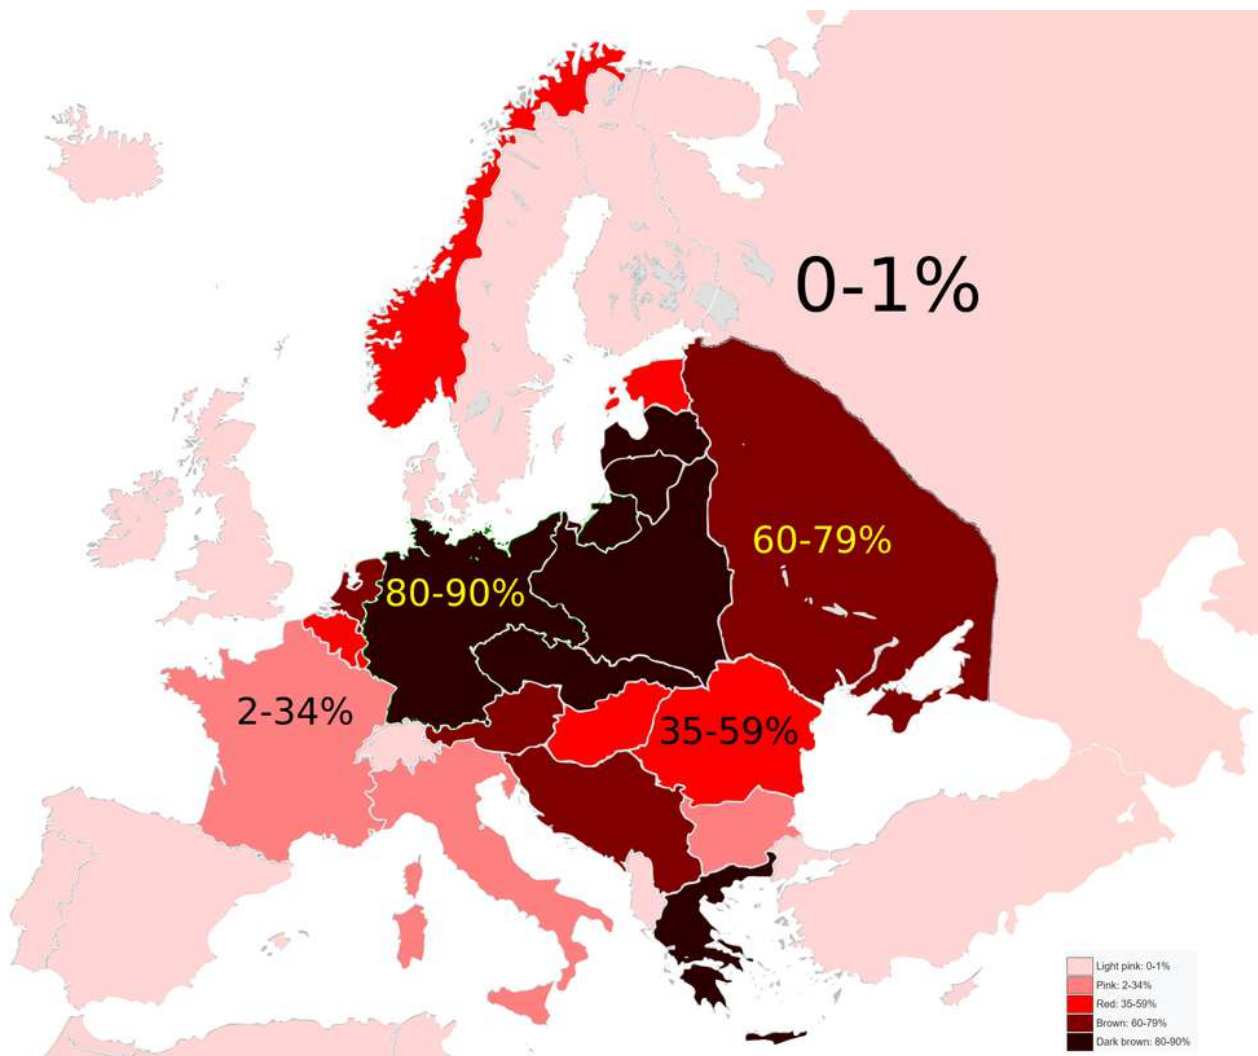 0-1%
60-79%
80-90%
2-34%
35-59%
Light pink: 0-1%
Pink: 2-34%
Red: 35-59%
Brown: 60-79%
Dark brown: 80-90%